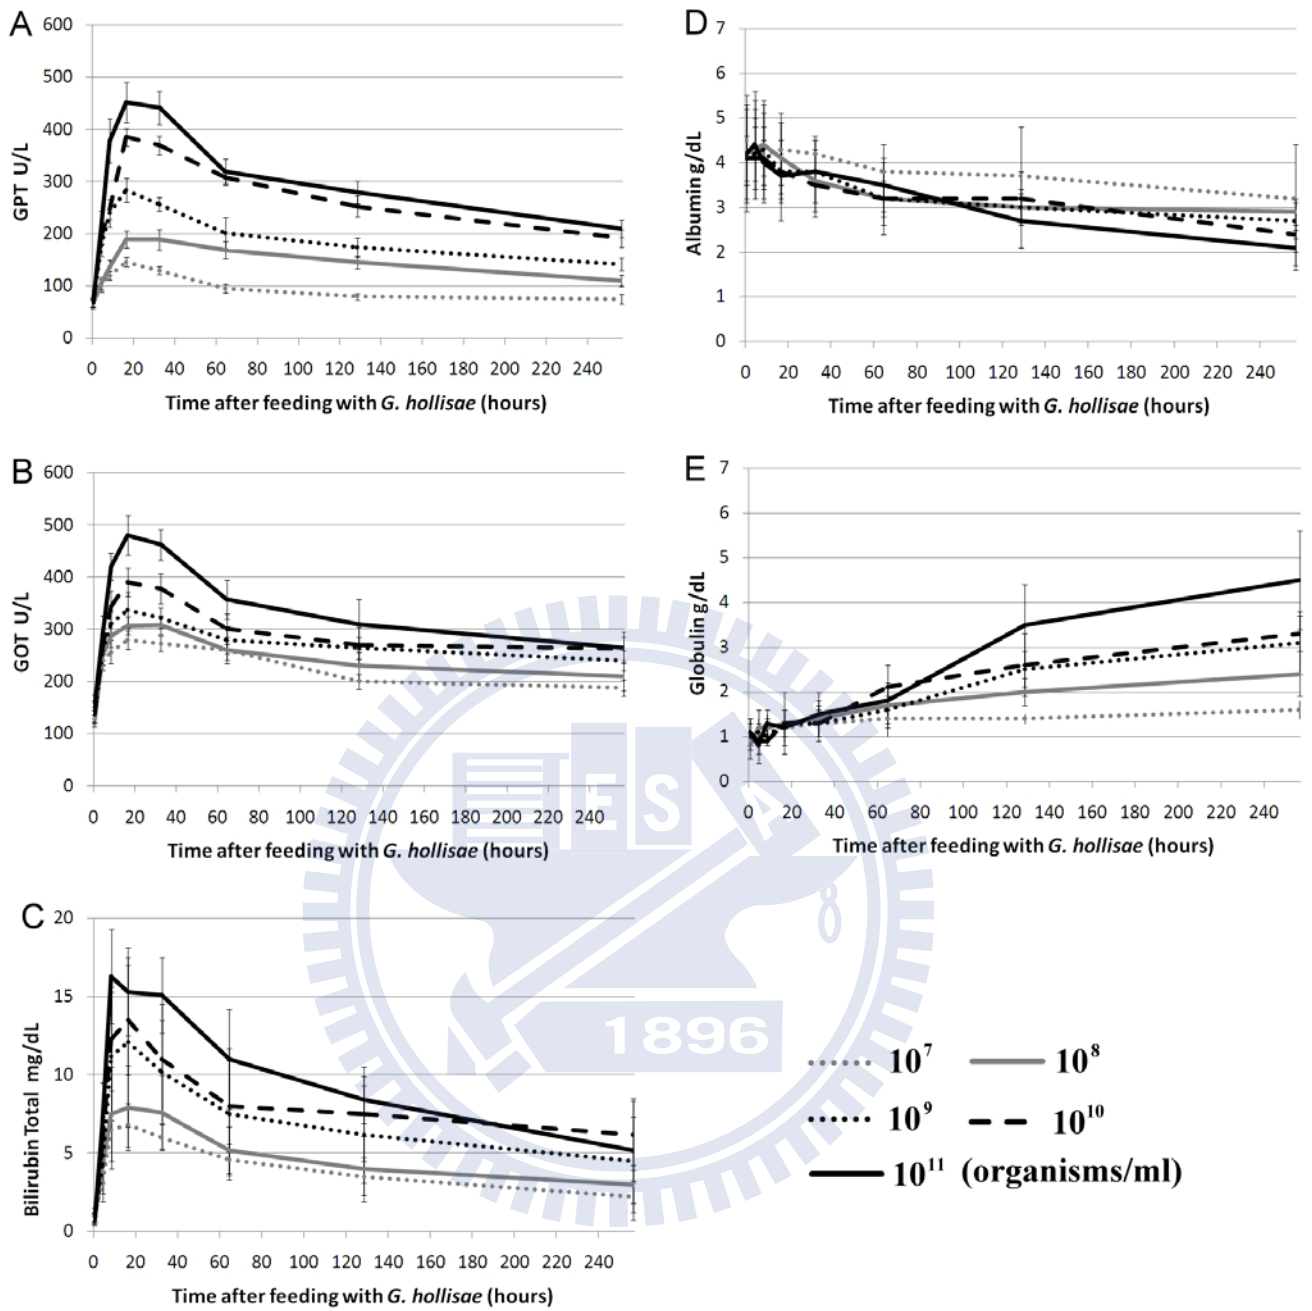 A
600
500
400
300
200
100
0
GPT U/L
0 20 40 60 80 100 120 140 160 180 200 220 240
Time after feeding with G. hollisae (hours)
B
600
500
400
300
200
100
0
GOT U/L
0 20 40 60 80 100 120 140 160 180 200 220 240
Time after feeding with G. hollisae (hours)
C
20
15
10
5
0
Bilirubin Total mg/dL
0 20 40 60 80 100 120 140 160 180 200 220 240
Time after feeding with G. hollisae (hours)
D
7
6
5
4
3
2
1
0
Albumin g/dL
0 20 40 60 80 100 120 140 160 180 200 220 240
Time after feeding with G. hollisae (hours)
E
7
6
5
4
3
2
1
0
Globulin g/dL
0 20 40 60 80 100 120 140 160 180 200 220 240
Time after feeding with G. hollisae (hours)
10⁷ 10⁸
10⁹ 10¹⁰
10¹¹ (organisms/ml)
ESA
1896